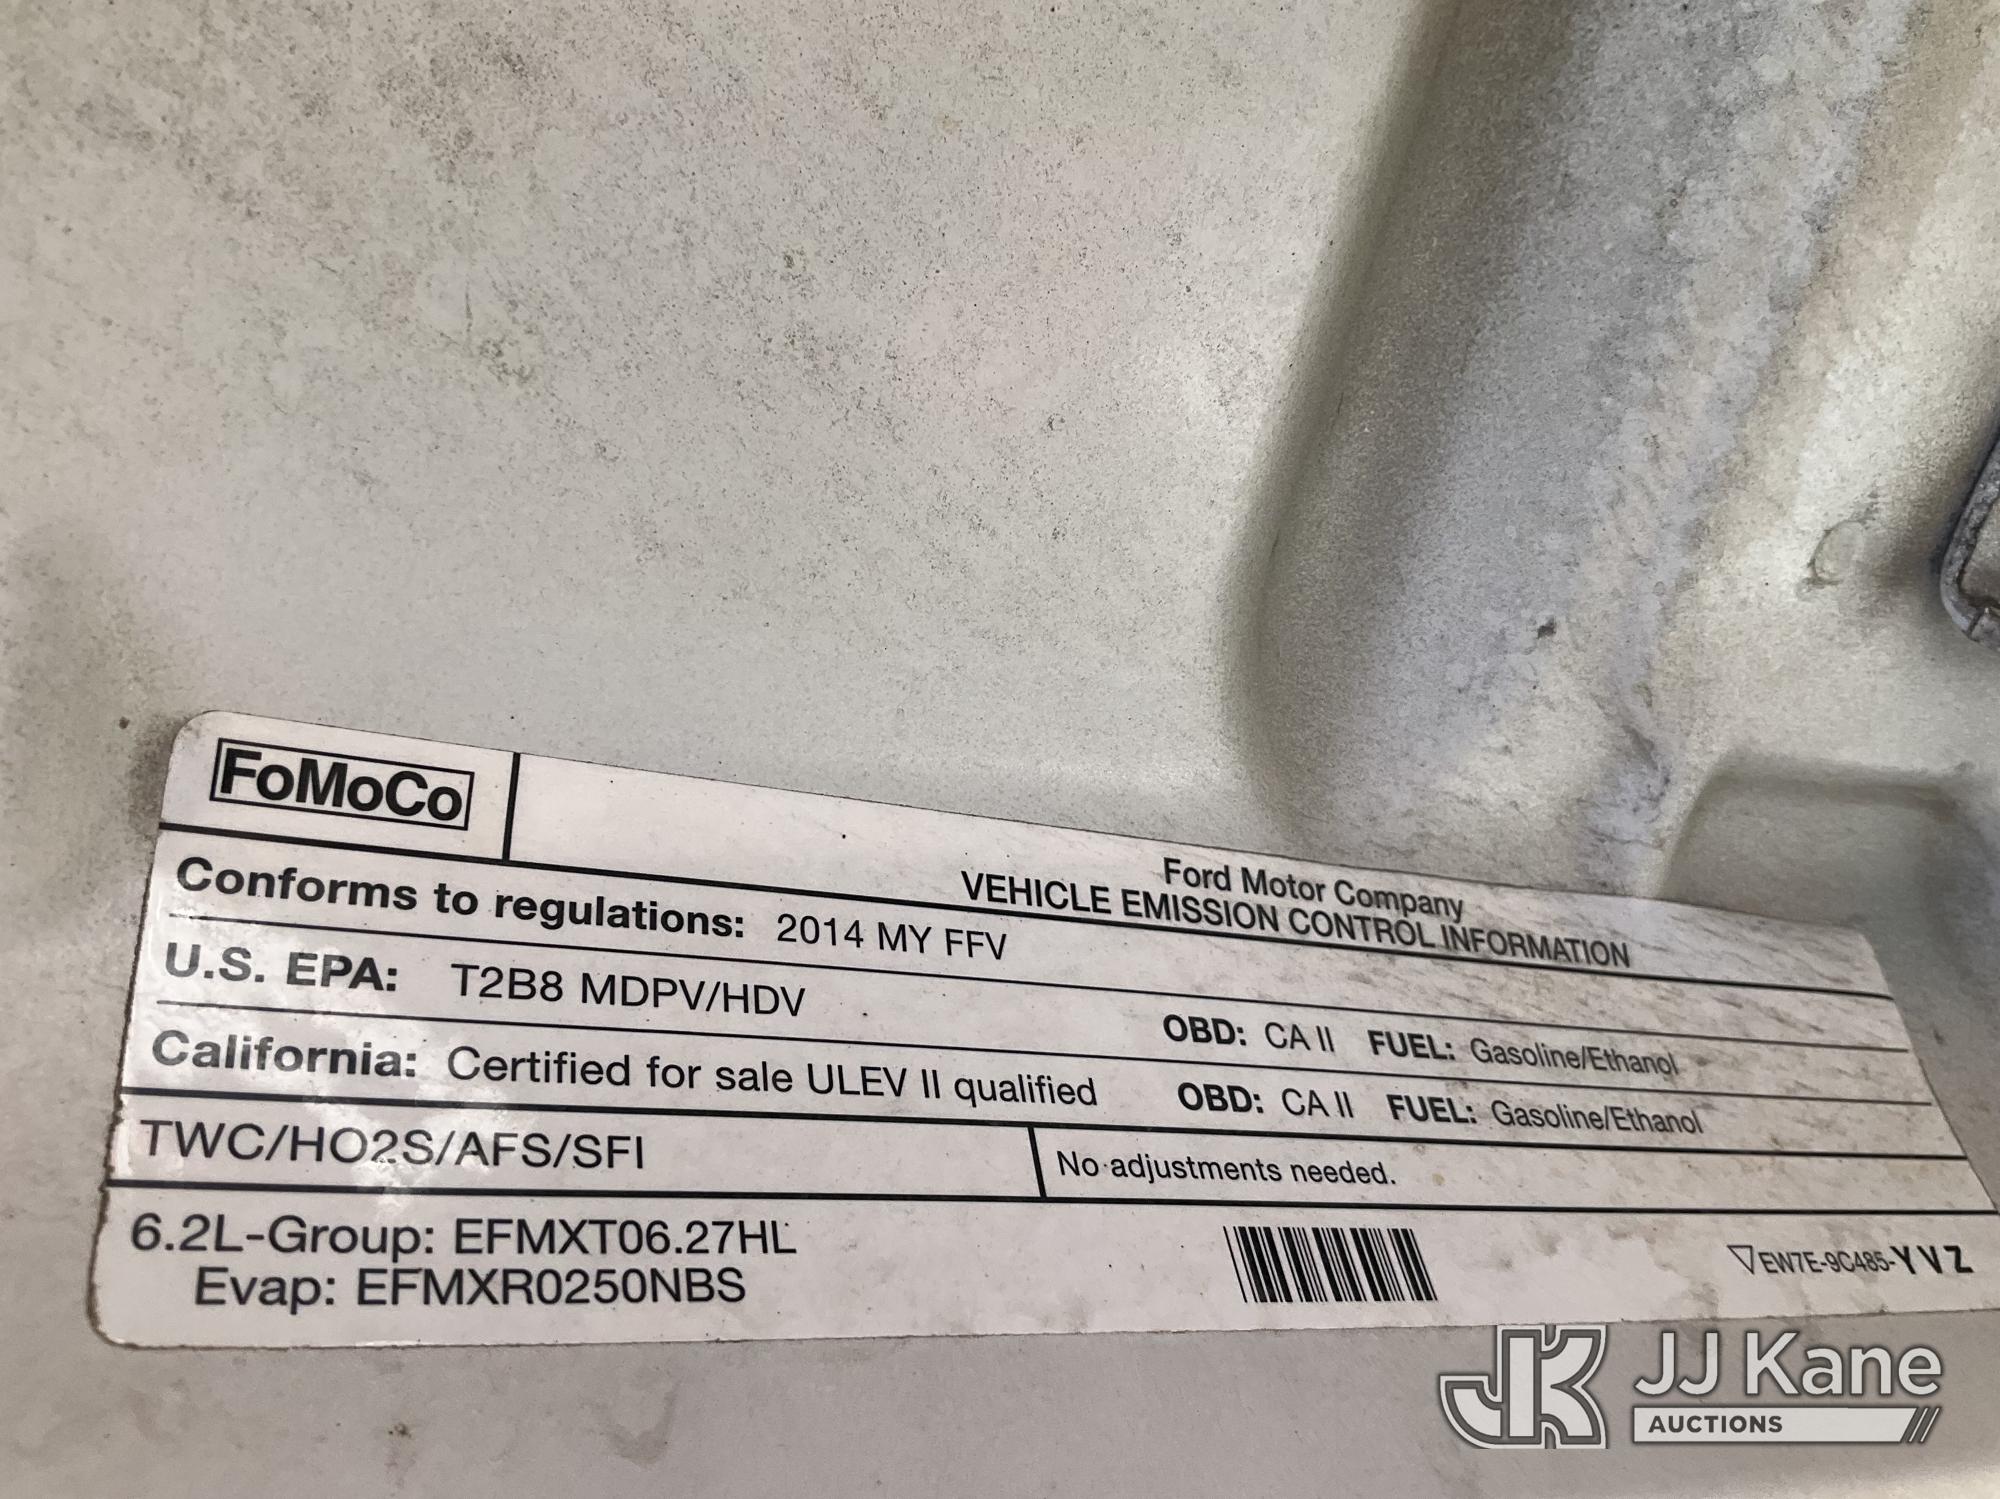 FoMoCo
Ford Motor Company
VEHICLE EMISSION CONTROL INFORMATION
Conforms to regulations: 2014 MY FFV
U.S. EPA: T2B8 MDPV/HDV OBD: CA II FUEL: Gasoline/Ethanol
California: Certified for sale ULEV II qualified OBD: CA II FUEL: Gasoline/Ethanol
TWC/HO2S/AFS/SFI
No adjustments needed.
6.2L-Group: EFMXT06.27HL
Evap: EFMXR0250NBS
EW7E-9C485-YVZ
JK JJ Kane
AUCTIONS